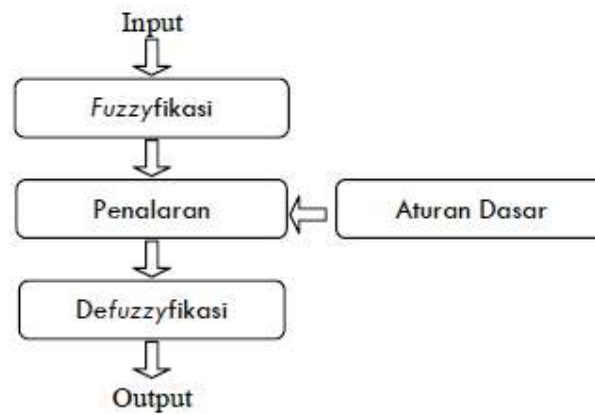 Input
Fuzzyfikasi
Penalaran
Aturan Dasar
Defuzzyfikasi
Output